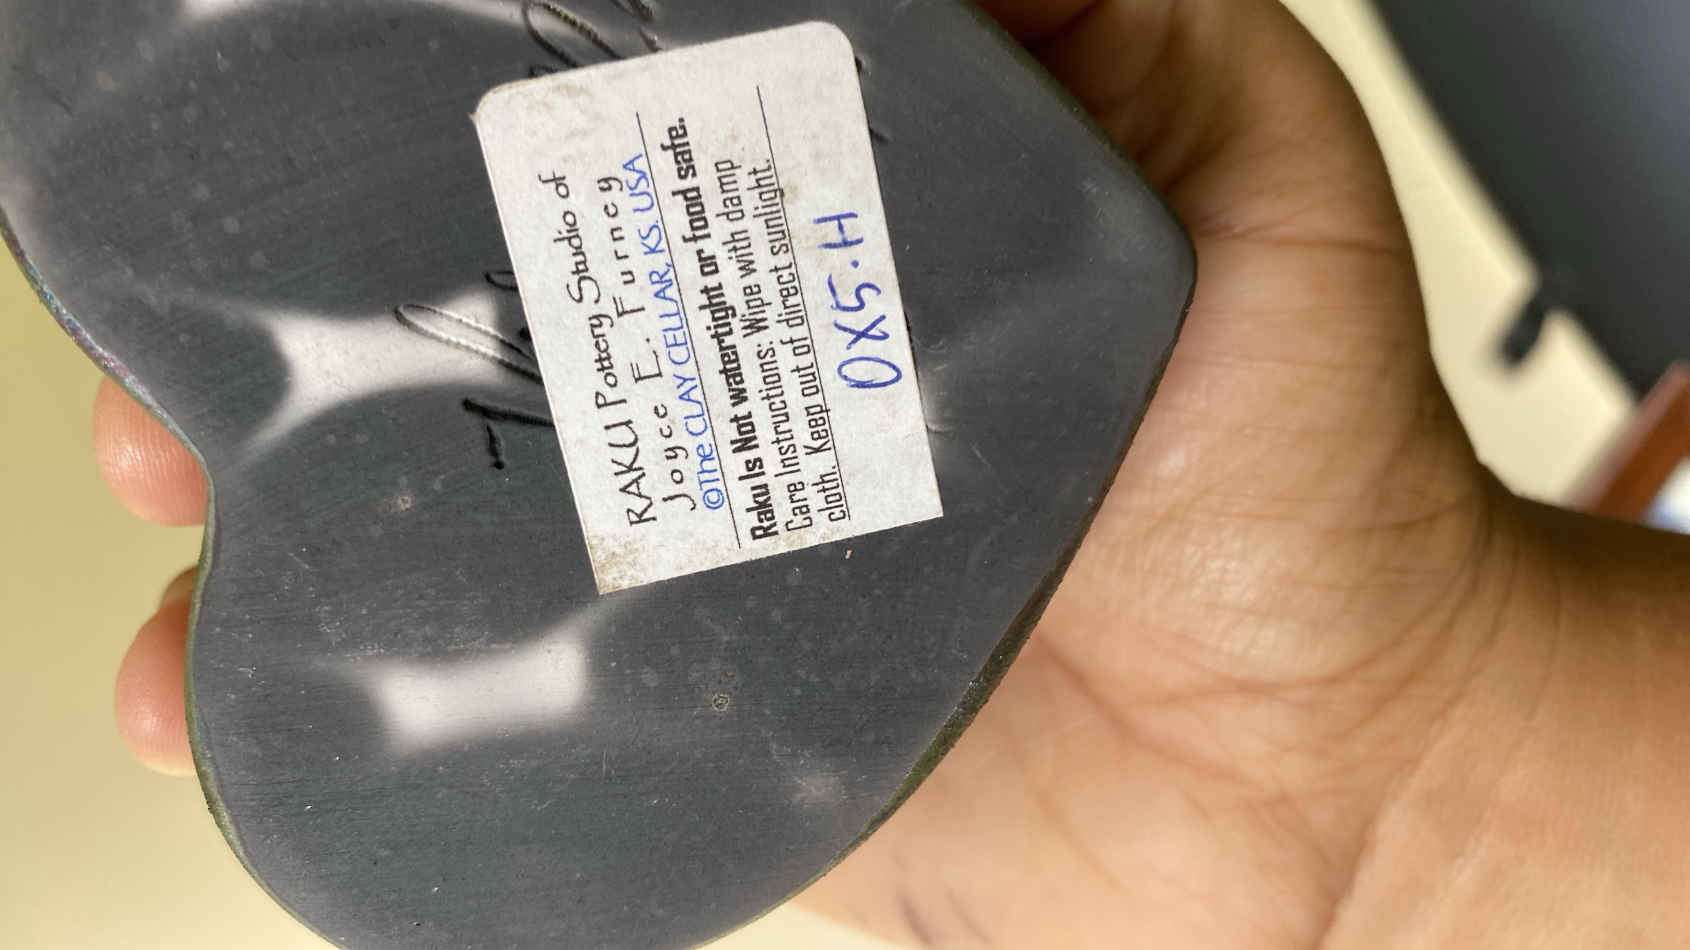 RAKU Pottery Studio of
Joyce E. Furney
©The CLAY CELLAR, KS. USA
Raku Is Not watertight or food safe.
Care Instructions: Wipe with damp
cloth. Keep out of direct sunlight.
0X5.H